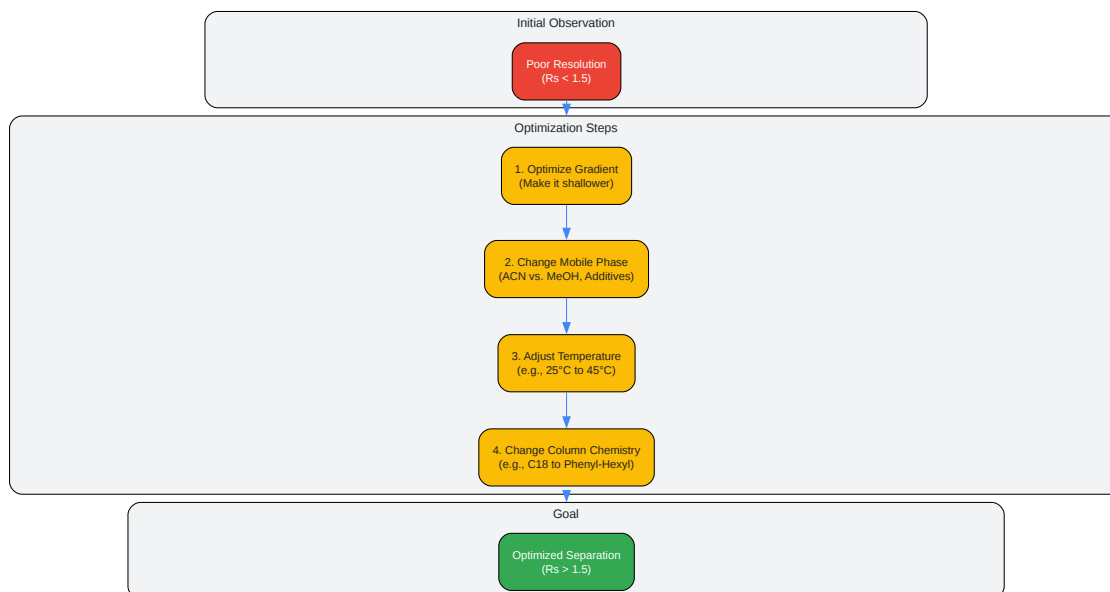 Initial Observation
Poor Resolution
(Rs < 1.5)
Optimization Steps
1. Optimize Gradient
(Make it shallower)
2. Change Mobile Phase
(ACN vs. MeOH, Additives)
3. Adjust Temperature
(e.g., 25°C to 45°C)
4. Change Column Chemistry
(e.g., C18 to Phenyl-Hexyl)
Goal
Optimized Separation
(Rs > 1.5)